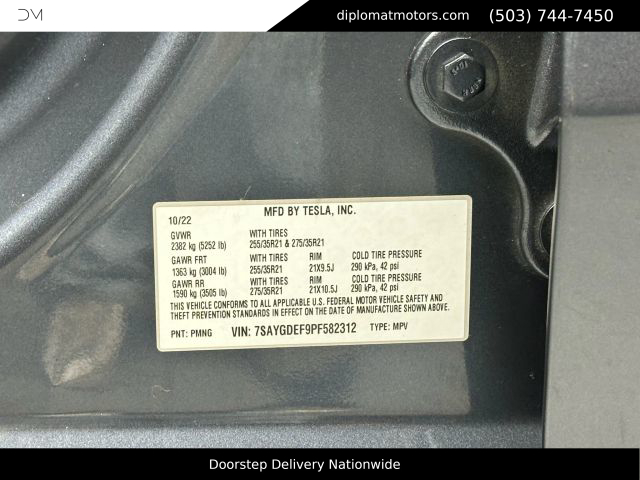 DM
diplomatmotors.com
(503) 744-7450
MFD BY TESLA, INC.
10/22
GVWR WITH TIRES
2382 kg (5252 lb) 255/35R21 & 275/35R21
GAWR FRT WITH TIRES RIM COLD TIRE PRESSURE
1363 kg (3004 lb) 255/35R21 21X9.5J 290 kPa, 42 psi
GAWR RR WITH TIRES RIM COLD TIRE PRESSURE
1590 kg (3505 lb) 275/35R21 21X10.5J 290 kPa, 42 psi
THIS VEHICLE CONFORMS TO ALL APPLICABLE U.S. FEDERAL MOTOR VEHICLE SAFETY AND
THEFT PREVENTION STANDARDS IN EFFECT ON THE DATE OF MANUFACTURE SHOWN ABOVE.
PNT: PMNG VIN: 7SAYGDEF9PF582312 TYPE: MPV
Doorstep Delivery Nationwide